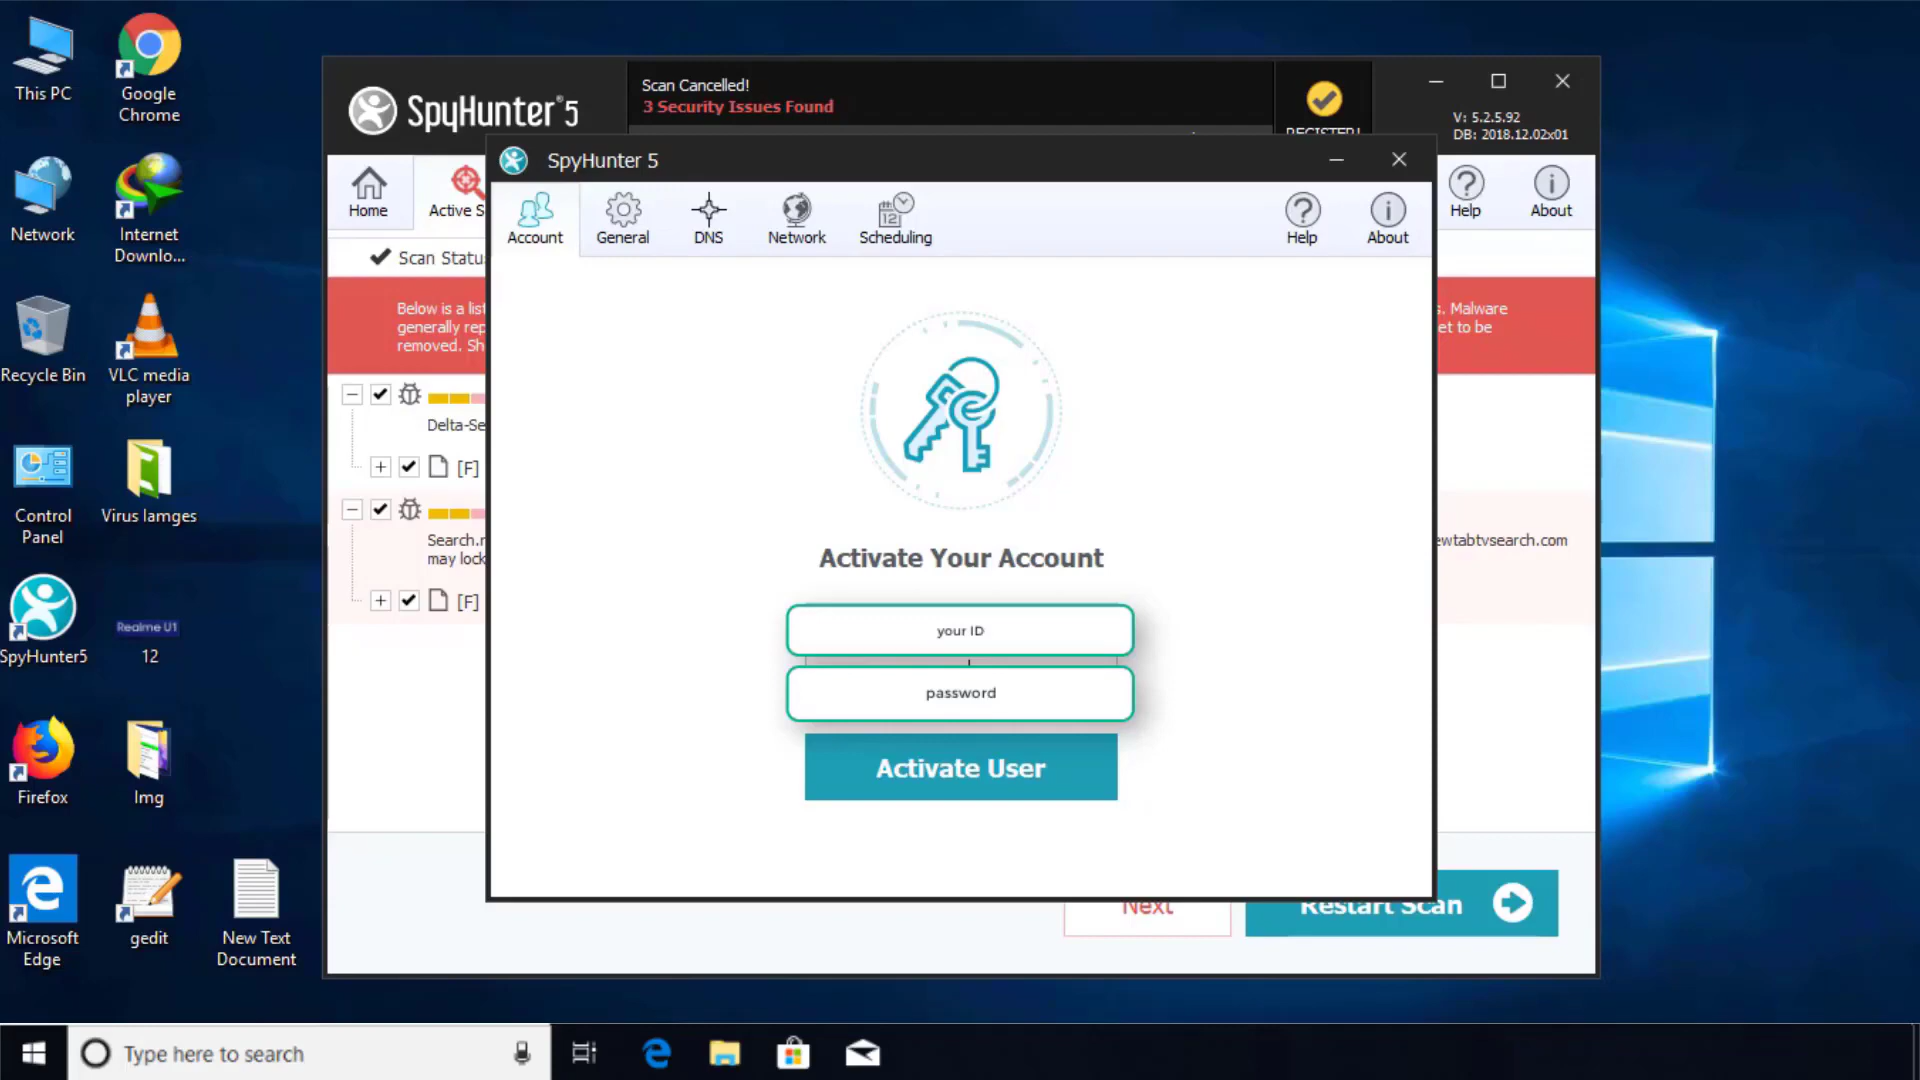 This PC
Google
Chrome
Network
Internet
Downlo...
Recycle Bin
VLC media
player
Control
Panel
Virus Iamges
SpyHunter5
Realme U1
12
Firefox
Img
Microsoft
Edge
gedit
New Text
Document
SpyHunter® 5
Scan Cancelled!
3 Security Issues Found
REGISTER!
V: 5.2.5.92
DB: 2018.12.02x01
Home
Active S
Help
About
Scan Statu
Below is a list
generally rep
removed. Sh
s. Malware
et to be
Delta-Se
[F]
Search.r
may lock
ewtabtvsearch.com
[F]
Next
Restart Scan
SpyHunter 5
Account
General
DNS
12
Network
Scheduling
Help
About
Activate Your Account
your ID
password
Activate User
Type here to search